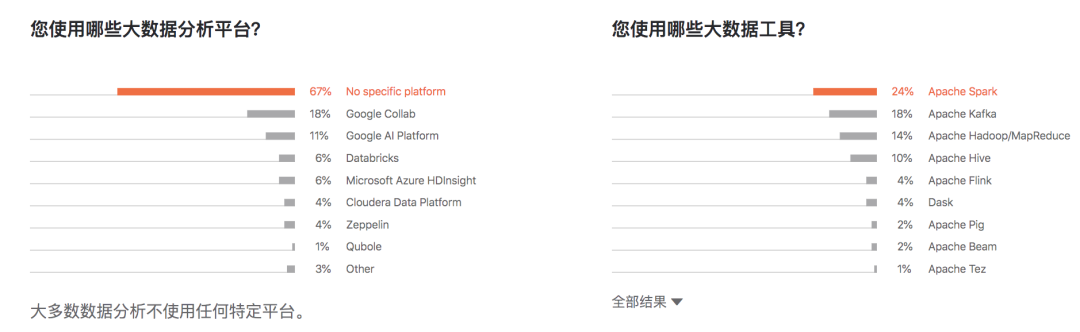 您使用哪些大数据分析平台?
67% No specific platform
18% Google Collab
11% Google AI Platform
6% Databricks
6% Microsoft Azure HDInsight
4% Cloudera Data Platform
4% Zeppelin
1% Qubole
3% Other
大多数数据分析不使用任何特定平台。
您使用哪些大数据工具?
24% Apache Spark
18% Apache Kafka
14% Apache Hadoop/MapReduce
10% Apache Hive
4% Apache Flink
4% Dask
2% Apache Pig
2% Apache Beam
1% Apache Tez
全部结果